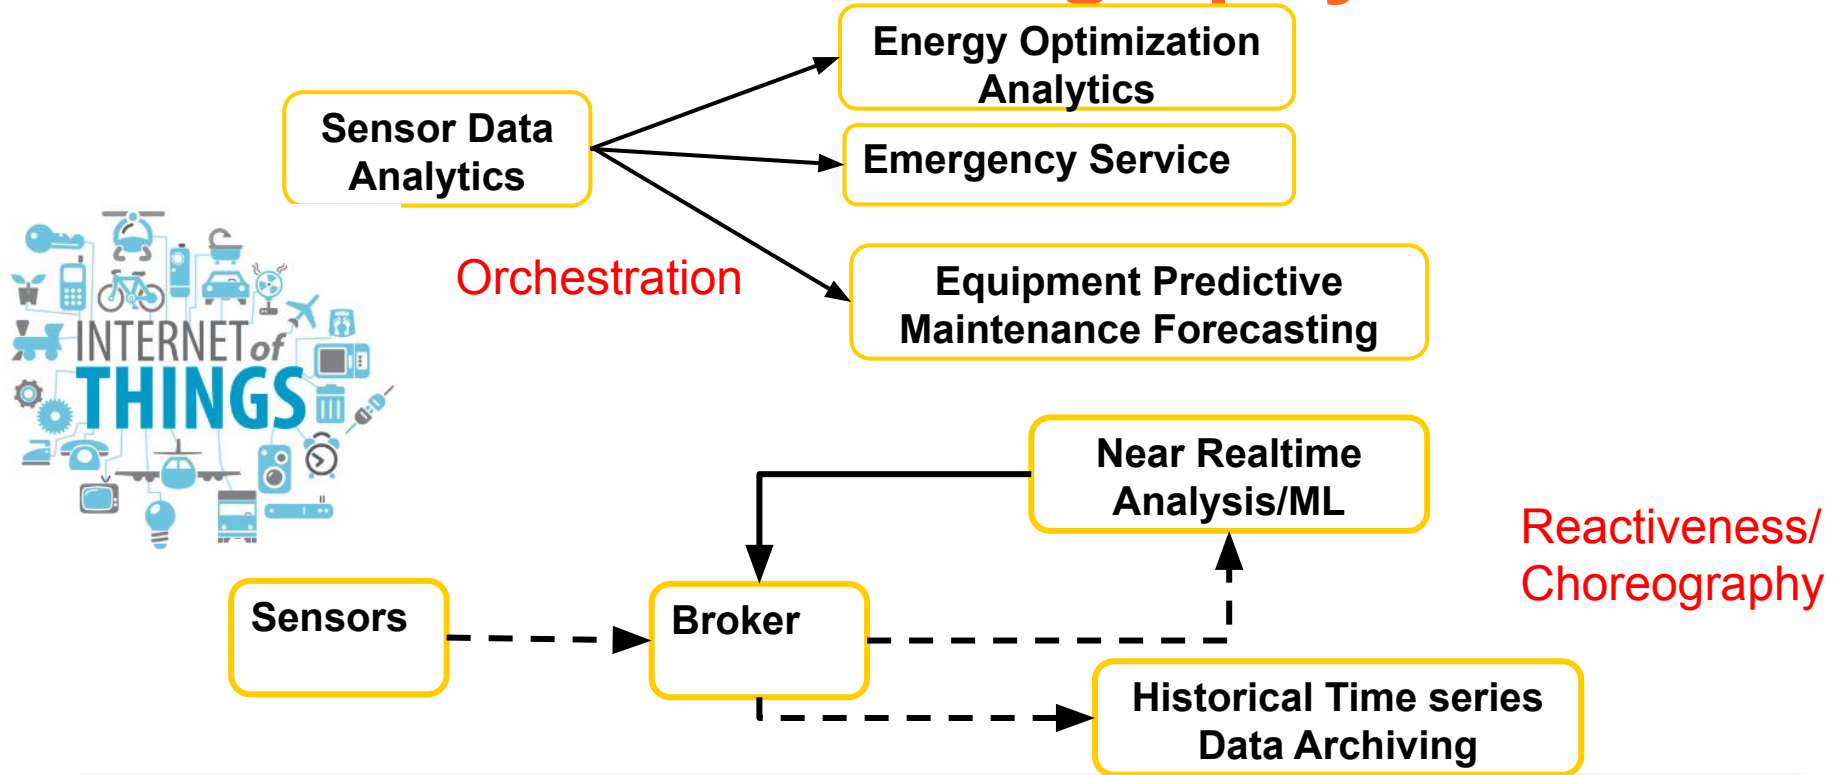 Energy Optimization
Analytics
Sensor Data
Analytics
Emergency Service
Orchestration
Equipment Predictive
Maintenance Forecasting
INTERNET of
THINGS
Near Realtime
Analysis/ML
Reactiveness/
Choreography
Sensors
Broker
Historical Time series
Data Archiving